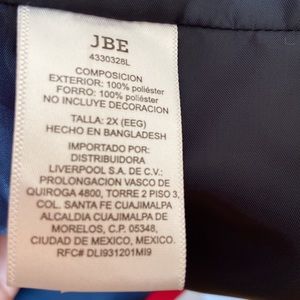 JBE
4330328L
COMPOSICION
EXTERIOR: 100% poliéster
FORRO: 100% poliéster
NO INCLUYE DECORACION
TALLA: 2X (EEG)
HECHO EN BANGLADESH
IMPORTADO POR:
DISTRIBUIDORA
LIVERPOOL S.A. DE C.V.:
PROLONGACION VASCO DE
QUIROGA 4800, TORRE 2 PISO 3,
COL. SANTA FE CUAJIMALPA
ALCALDIA CUAJIMALPA DE
MORELOS, C.P. 05348,
CIUDAD DE MEXICO, MEXICO.
RFC# DLI931201MI9